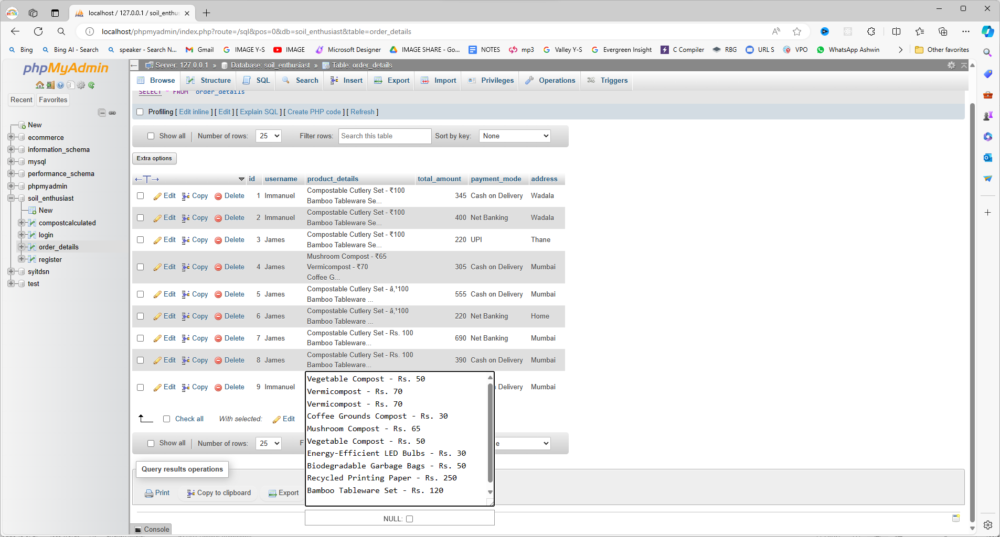 localhost / 127.0.0.1 / soil_enthus
localhost/phpmyadmin/index.php?route=/sql&pos=0&db=soil_enthusiast&table=order_details
Bing
Bing AI - Search
speaker - Search N...
Gmail
IMAGE Y-S
IMAGE
Microsoft Designer
IMAGE SHARE - Go...
NOTES
mp3
Valley Y-S
Evergreen Insight
C Compiler
RBG
URL S
VPO
WhatsApp Ashwin
Other favorites
phpMyAdmin
Recent Favorites
New
ecommerce
information_schema
mysql
performance_schema
phpmyadmin
soil_enthusiast
New
compostcalculated
login
order_details
register
syitdsn
test
Server: 127.0.0.1 » Database: soil_enthusiast » Table: order_details
Browse Structure SQL Search Insert Export Import Privileges Operations Triggers
SELECT * FROM `order_details`
Profiling [ Edit inline ] [ Edit ] [ Explain SQL ] [ Create PHP code ] [ Refresh ]
Show all Number of rows: 25 Filter rows: Search this table Sort by key: None
Extra options
id username product_details total_amount payment_mode address
Edit Copy Delete 1 Immanuel Compostable Cutlery Set - ₹100 345 Cash on Delivery Wadala
Bamboo Tableware Se...
Edit Copy Delete 2 Immanuel Compostable Cutlery Set - ₹100 400 Net Banking Wadala
Bamboo Tableware Se...
Edit Copy Delete 3 James Compostable Cutlery Set - ₹100 220 UPI Thane
Bamboo Tableware Se...
Edit Copy Delete 4 James Mushroom Compost - ₹65 305 Cash on Delivery Mumbai
Vermicompost - ₹70
Coffee G...
Edit Copy Delete 5 James Compostable Cutlery Set - â‚¹100 555 Cash on Delivery Mumbai
Bamboo Tableware ...
Edit Copy Delete 6 James Compostable Cutlery Set - â‚¹100 220 Net Banking Home
Bamboo Tableware ...
Edit Copy Delete 7 James Compostable Cutlery Set - Rs. 100 690 Net Banking Mumbai
Bamboo Tableware...
Edit Copy Delete 8 James Compostable Cutlery Set - Rs. 100 390 Cash on Delivery Mumbai
Bamboo Tableware...
Edit Copy Delete 9 Immanuel Delivery Mumbai
Vegetable Compost - Rs. 50
Vermicompost - Rs. 70
Vermicompost - Rs. 70
Coffee Grounds Compost - Rs. 30
Mushroom Compost - Rs. 65
Vegetable Compost - Rs. 50
Energy-Efficient LED Bulbs - Rs. 30
Biodegradable Garbage Bags - Rs. 50
Recycled Printing Paper - Rs. 250
Bamboo Tableware Set - Rs. 120
NULL:
Check all With selected: Edit
Show all Number of rows: 25
Query results operations
Print Copy to clipboard Export
Console